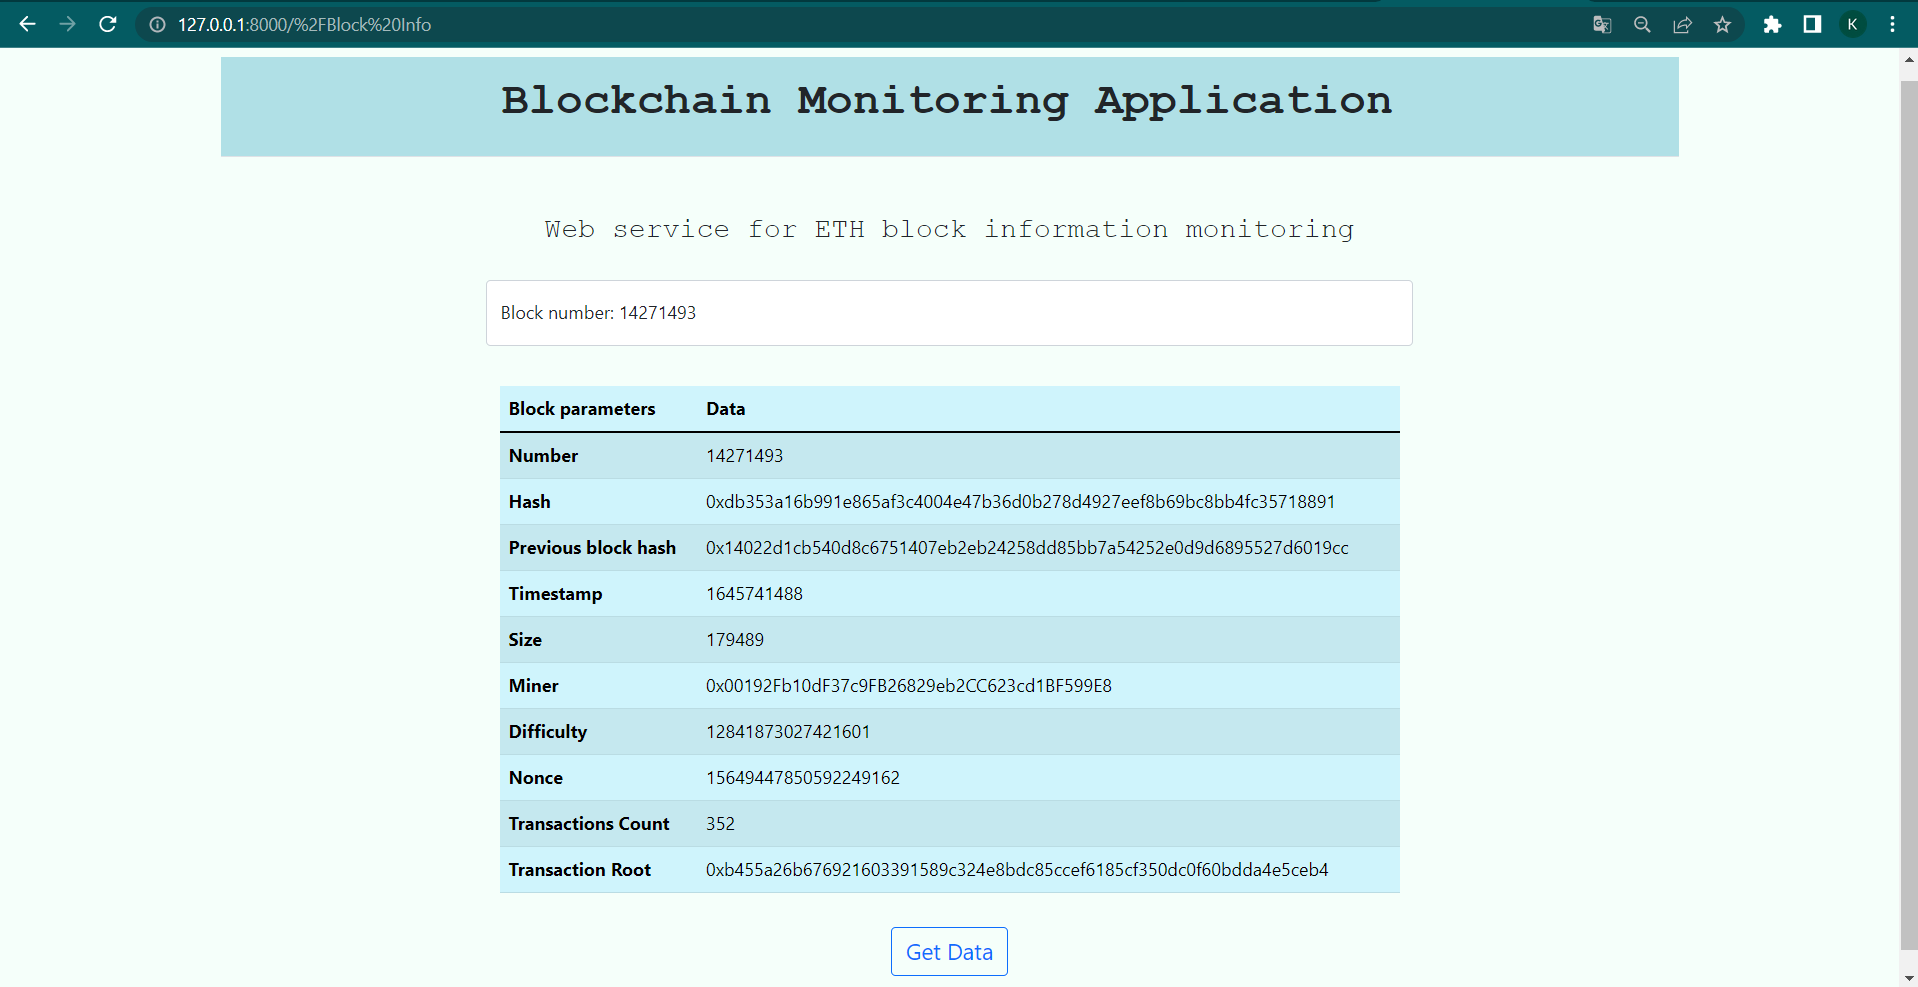 127.0.0.1:8000/%2FBlock%20Info
K
Blockchain Monitoring Application
Web service for ETH block information monitoring
Block number: 14271493
Block parameters Data
Number 14271493
Hash 0xdb353a16b991e865af3c4004e47b36d0b278d4927eef8b69bc8bb4fc35718891
Previous block hash 0x14022d1cb540d8c6751407eb2eb24258dd85bb7a54252e0d9d6895527d6019cc
Timestamp 1645741488
Size 179489
Miner 0x00192Fb10dF37c9FB26829eb2CC623cd1BF599E8
Difficulty 12841873027421601
Nonce 15649447850592249162
Transactions Count 352
Transaction Root 0xb455a26b676921603391589c324e8bdc85ccef6185cf350dc0f60bdda4e5ceb4
Get Data